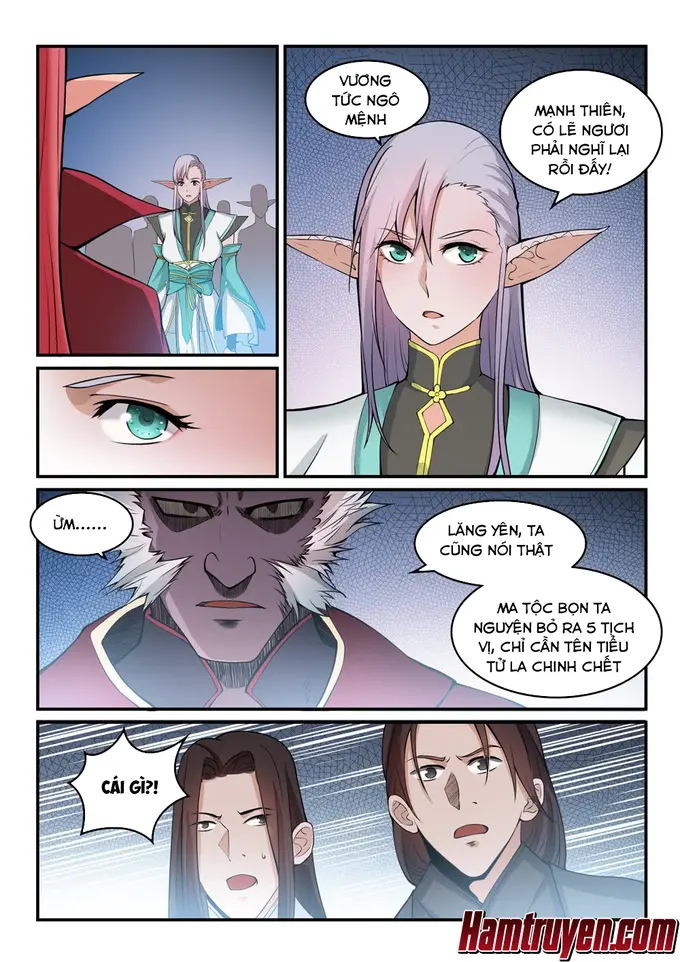 VƯƠNG
TỨC NGÔ
MỆNH
MẠNH THIÊN,
CÓ LẼ NGƯƠI
PHẢI NGHĨ LẠI
RỒI ĐẤY!
ỪM......
LĂNG YÊN, TA
CŨNG NÓI THẬT
MA TỘC BỌN TA
NGUYỆN BỎ RA 5 TỊCH
VỊ, CHỈ CẦN TÊN TIỂU
TỬ LA CHINH CHẾT
CÁI GÌ?!
Hamtruyen.com